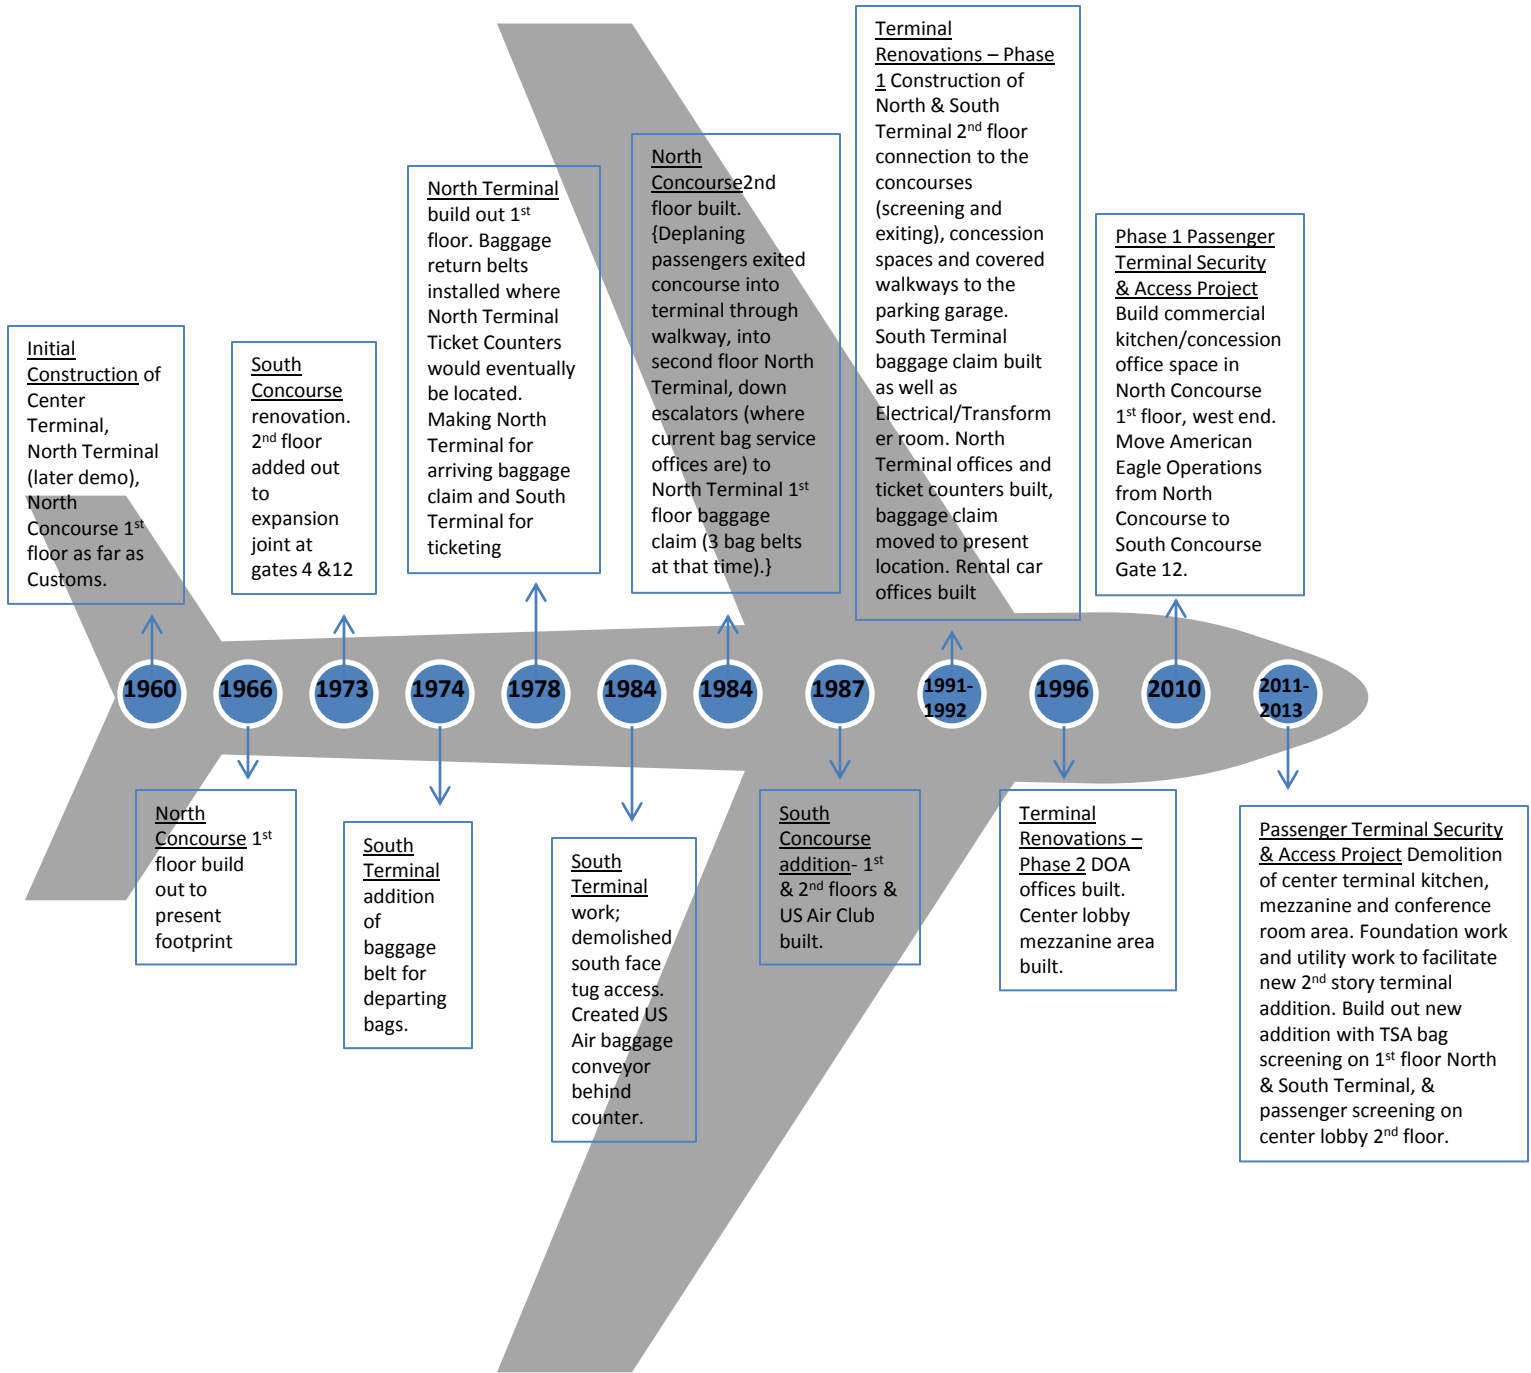 Initial
Construction of
Center
Terminal,
North Terminal
(later demo),
North
Concourse 1st
floor as far as
Customs.
South
Concourse
renovation.
2nd floor
added out
to
expansion
joint at
gates 4 &12
North Terminal
build out 1st
floor. Baggage
return belts
installed where
North Terminal
Ticket Counters
would eventually
be located.
Making North
Terminal for
arriving baggage
claim and South
Terminal for
ticketing
North
Concourse2nd
floor built.
{Deplaning
passengers exited
concourse into
terminal through
walkway, into
second floor North
Terminal, down
escalators (where
current bag service
offices are) to
North Terminal 1st
floor baggage
claim (3 bag belts
at that time).}
Terminal
Renovations – Phase
1 Construction of
North & South
Terminal 2nd floor
connection to the
concourses
(screening and
exiting), concession
spaces and covered
walkways to the
parking garage.
South Terminal
baggage claim built
as well as
Electrical/Transform
er room. North
Terminal offices and
ticket counters built,
baggage claim
moved to present
location. Rental car
offices built
Phase 1 Passenger
Terminal Security
& Access Project
Build commercial
kitchen/concession
office space in
North Concourse
1st floor, west end.
Move American
Eagle Operations
from North
Concourse to
South Concourse
Gate 12.
1960
1966
1973
1974
1978
1984
1984
1987
1991-
1992
1996
2010
2011-
2013
North
Concourse 1st
floor build
out to
present
footprint
South
Terminal
addition
of
baggage
belt for
departing
bags.
South
Terminal
work;
demolished
south face
tug access.
Created US
Air baggage
conveyor
behind
counter.
South
Concourse
addition- 1st
& 2nd floors &
US Air Club
built.
Terminal
Renovations –
Phase 2 DOA
offices built.
Center lobby
mezzanine area
built.
Passenger Terminal Security
& Access Project Demolition
of center terminal kitchen,
mezzanine and conference
room area. Foundation work
and utility work to facilitate
new 2nd story terminal
addition. Build out new
addition with TSA bag
screening on 1st floor North
& South Terminal, &
passenger screening on
center lobby 2nd floor.